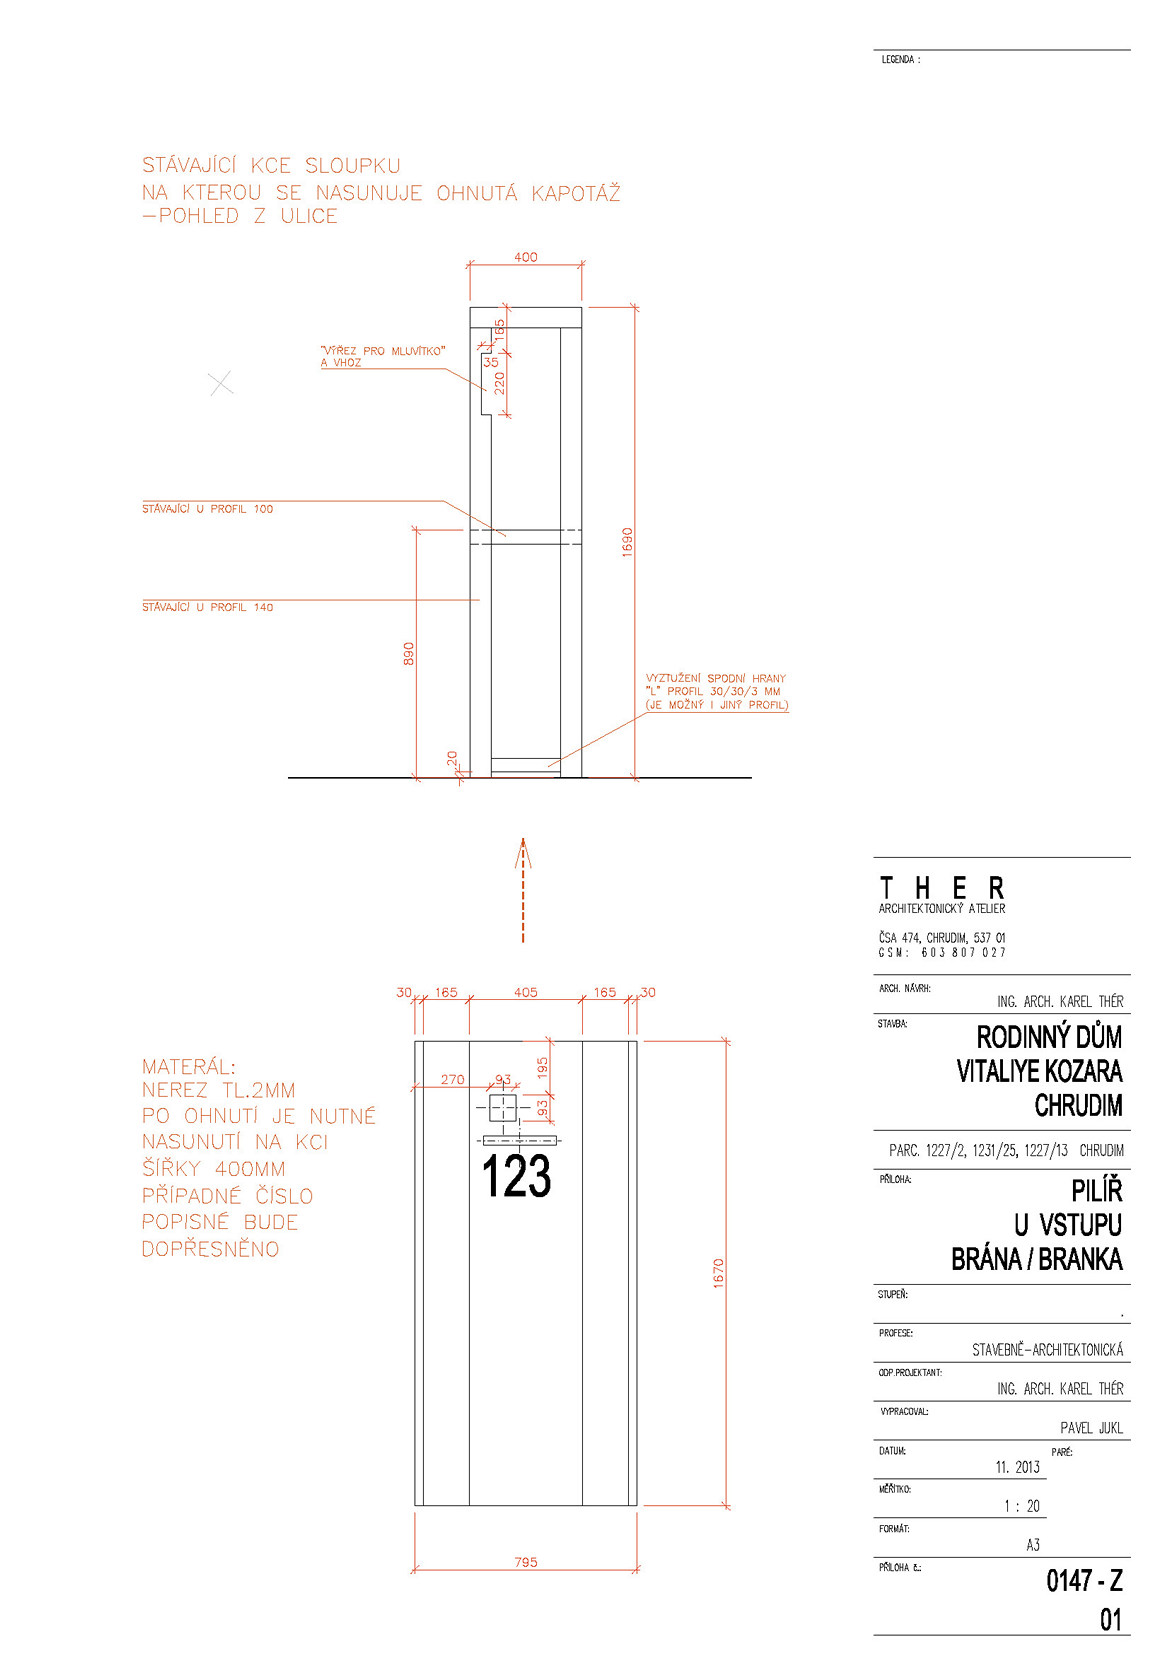 LEGENDA :
STÁVAJÍCÍ KCE SLOUPKU
NA KTEROU SE NASUNUJE OHNUTÁ KAPOTÁŽ
–POHLED Z ULICE
400
165
"VÝŘEZ PRO MLUVÍTKO"
A VHOZ
35
220
STÁVAJÍCÍ U PROFIL 100
1690
STÁVAJÍCÍ U PROFIL 140
890
VYZTUŽENÍ SPODNÍ HRANY
"L" PROFIL 30/30/3 MM
(JE MOŽNÝ I JINÝ PROFIL)
20
30 165 405 165 30
195
270 93
93
123
MATERÁL:
NEREZ TL.2MM
PO OHNUTÍ JE NUTNÉ
NASUNUTÍ NA KCI
ŠÍŘKY 400MM
PŘÍPADNÉ ČÍSLO
POPISNÉ BUDE
DOPŘESNĚNO
1670
795
THER
ARCHITEKTONICKÝ ATELIER
ČSA 474, CHRUDIM, 537 01
GSM: 603 807 027
ARCH. NÁVRH:
ING. ARCH. KAREL THÉR
STAVBA:
RODINNÝ DŮM
VITALIYE KOZARA
CHRUDIM
PARC. 1227/2, 1231/25, 1227/13 CHRUDIM
PŘÍLOHA:
PILÍŘ
U VSTUPU
BRÁNA / BRANKA
STUPEŇ:
.
PROFESE:
STAVEBNĚ–ARCHITEKTONICKÁ
ODP.PROJEKTANT:
ING. ARCH. KAREL THÉR
VYPRACOVAL:
PAVEL JUKL
DATUM: PARÉ:
11. 2013
MĚŘÍTKO:
1 : 20
FORMÁT:
A3
PŘÍLOHA č.:
0147 - Z
01